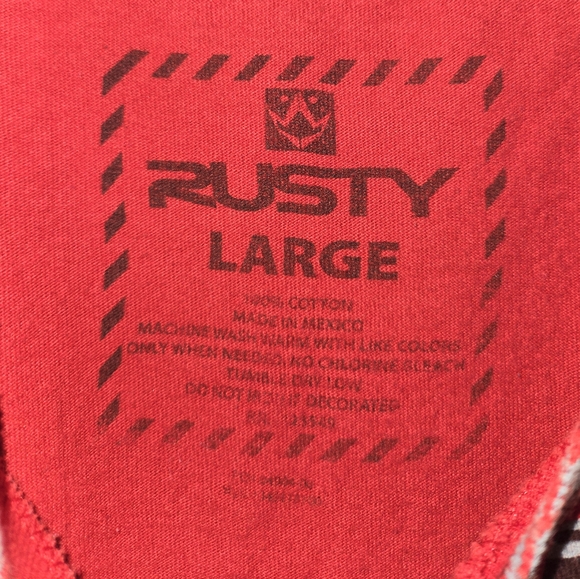 RUSTY
LARGE
100% COTTON
MADE IN MEXICO
MACHINE WASH WARM WITH LIKE COLORS
ONLY WHEN NEEDED, NO CHLORINE BLEACH
TUMBLE DRY LOW
DO NOT IF DECORATED